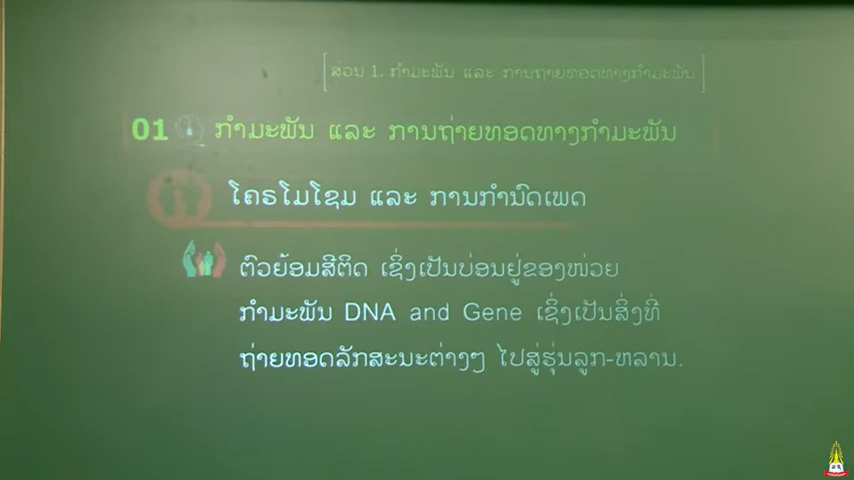 ສ່ວນ 1. ກຳມະພັນ ແລະ ການຖ່າຍທອດທາງກຳມະພັນ
01 ກຳມະພັນ ແລະ ການຖ່າຍທອດທາງກຳມະພັນ
ໂຄຣໂມໂຊມ ແລະ ການກຳນົດເພດ
ຕົວຍ້ອມສີຕິດ ເຊິ່ງເປັນບ່ອນຢູ່ຂອງໜ່ວຍ
ກຳມະພັນ DNA and Gene ເຊິ່ງເປັນສິ່ງທີ່
ຖ່າຍທອດລັກສະນະຕ່າງໆ ໄປສູ່ຮຸ່ນລູກ-ຫລານ.